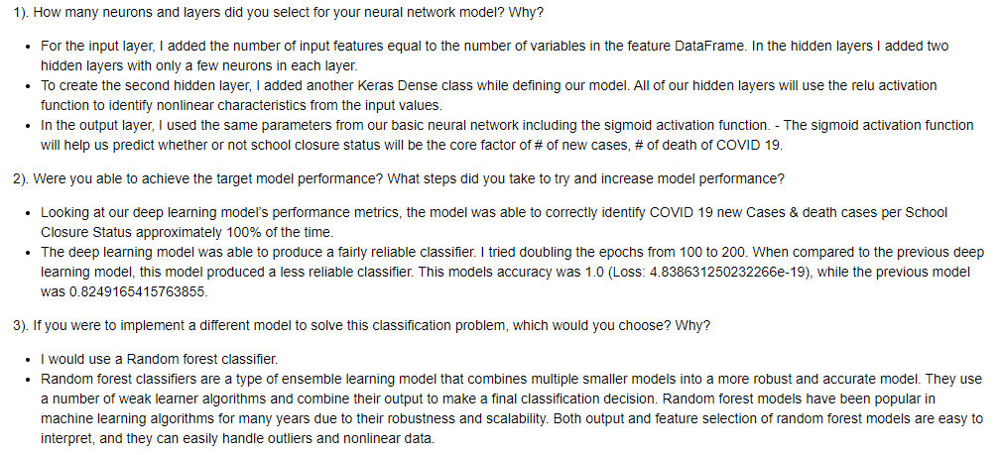 1). How many neurons and layers did you select for your neural network model? Why?
• For the input layer, I added the number of input features equal to the number of variables in the feature DataFrame. In the hidden layers I added two
hidden layers with only a few neurons in each layer.
• To create the second hidden layer, I added another Keras Dense class while defining our model. All of our hidden layers will use the relu activation
function to identify nonlinear characteristics from the input values.
• In the output layer, I used the same parameters from our basic neural network including the sigmoid activation function. - The sigmoid activation function
will help us predict whether or not school closure status will be the core factor of # of new cases, # of death of COVID 19.
2). Were you able to achieve the target model performance? What steps did you take to try and increase model performance?
• Looking at our deep learning model's performance metrics, the model was able to correctly identify COVID 19 new Cases & death cases per School
Closure Status approximately 100% of the time.
• The deep learning model was able to produce a fairly reliable classifier. I tried doubling the epochs from 100 to 200. When compared to the previous deep
learning model, this model produced a less reliable classifier. This models accuracy was 1.0 (Loss: 4.838631250232266e-19), while the previous model
was 0.8249165415763855.
3). If you were to implement a different model to solve this classification problem, which would you choose? Why?
• I would use a Random forest classifier.
• Random forest classifiers are a type of ensemble learning model that combines multiple smaller models into a more robust and accurate model. They use
a number of weak learner algorithms and combine their output to make a final classification decision. Random forest models have been popular in
machine learning algorithms for many years due to their robustness and scalability. Both output and feature selection of random forest models are easy to
interpret, and they can easily handle outliers and nonlinear data.